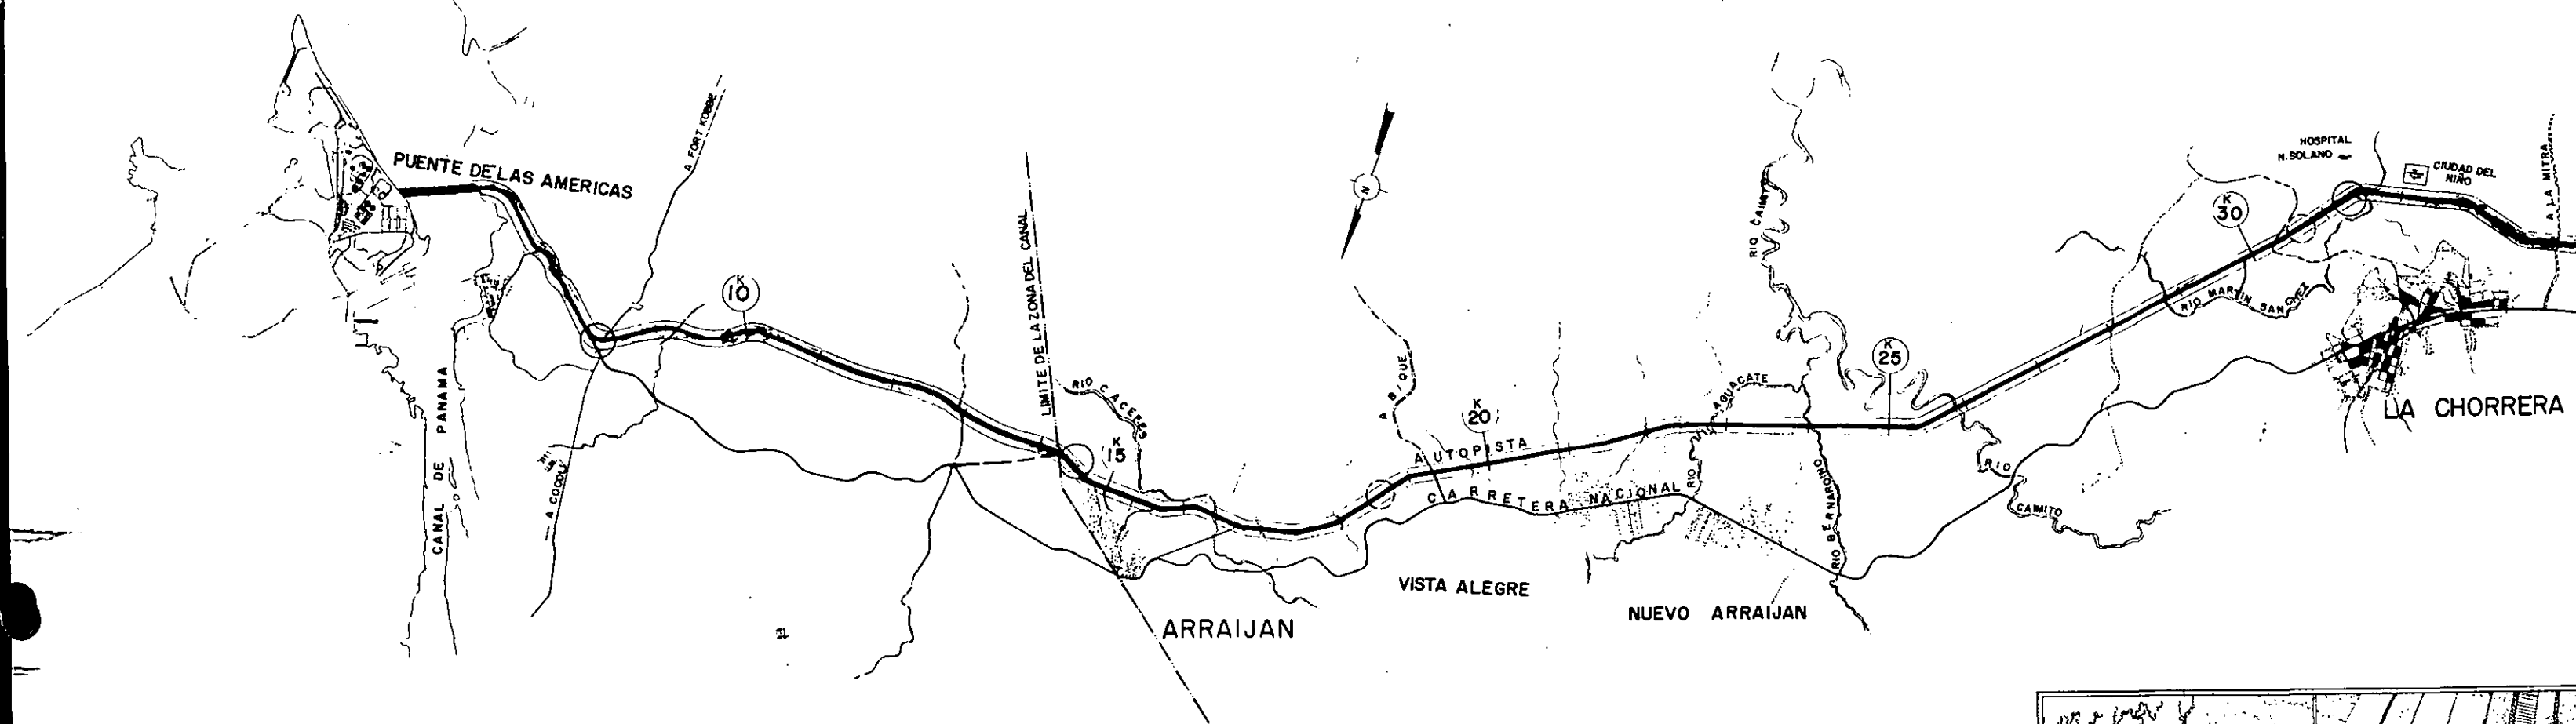 PUENTE DE LAS AMERICAS
A FORT KOBBE
K
10
CANAL DE PANAMA
A COCOLI
LIMITE DE LA ZONA DEL CANAL
RIO CACERES
K
15
ARRAIJAN
N
A BIQUE
K
20
AUTOPISTA
CARRETERA NACIONAL
VISTA ALEGRE
NUEVO ARRAIJAN
RIO CAIMITO
RIO AGUACATE
RIO BERNARDINO
K
25
RIO
CAIMITO
K
30
RIO MARTIN SANCHEZ
HOSPITAL
N. SOLANO
CIUDAD DEL
NIÑO
A LA MITRA
LA CHORRERA